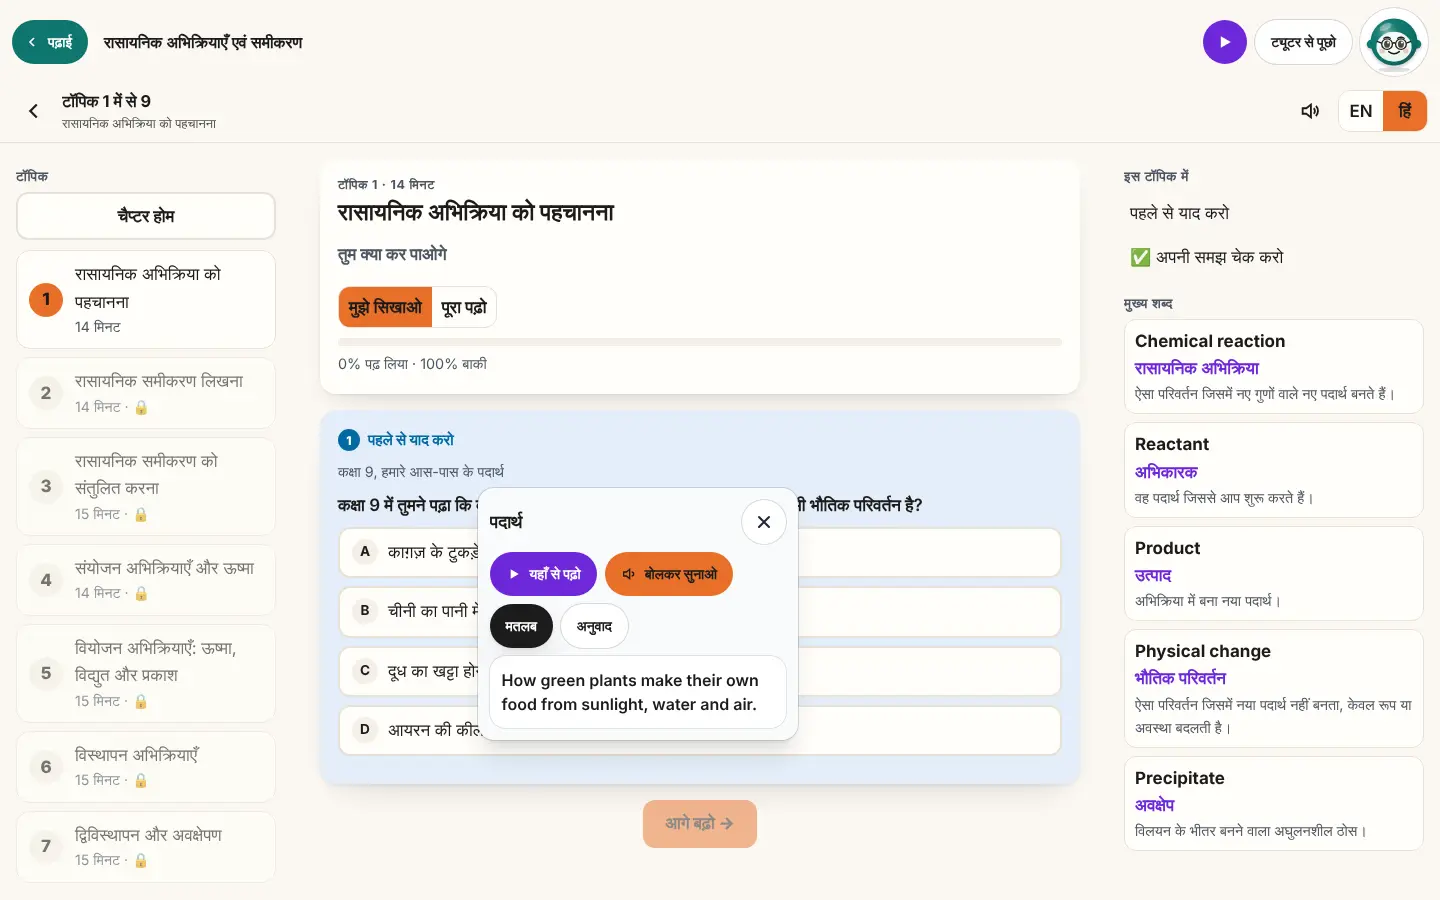 पढ़ाई
रासायनिक अभिक्रियाएँ एवं समीकरण
ट्यूटर से पूछो
टॉपिक 1 में से 9
रासायनिक अभिक्रिया को पहचानना
EN
हिं
टॉपिक
चैप्टर होम
1
रासायनिक अभिक्रिया को
पहचानना
14 मिनट
2
रासायनिक समीकरण लिखना
14 मिनट ·
3
रासायनिक समीकरण को
संतुलित करना
15 मिनट ·
4
संयोजन अभिक्रियाएँ और ऊष्मा
14 मिनट ·
5
वियोजन अभिक्रियाएँ: ऊष्मा,
विद्युत और प्रकाश
15 मिनट ·
6
विस्थापन अभिक्रियाएँ
15 मिनट ·
7
द्विविस्थापन और अवक्षेपण
15 मिनट ·
टॉपिक 1 · 14 मिनट
रासायनिक अभिक्रिया को पहचानना
तुम क्या कर पाओगे
मुझे सिखाओ
पूरा पढ़ो
0% पढ़ लिया · 100% बाकी
1 पहले से याद करो
कक्षा 9, हमारे आस-पास के पदार्थ
कक्षा 9 में तुमने पढ़ा कि भौतिक परिवर्तन है?
A काग़ज़ के टुकड़े
B चीनी का पानी
C दूध का खट्टा
D आयरन की
पदार्थ
यहाँ से पढ़ो
बोलकर सुनाओ
मतलब
अनुवाद
How green plants make their own
food from sunlight, water and air.
आगे बढ़ो →
इस टॉपिक में
पहले से याद करो
✅ अपनी समझ चेक करो
मुख्य शब्द
Chemical reaction
रासायनिक अभिक्रिया
ऐसा परिवर्तन जिसमें नए गुणों वाले नए पदार्थ बनते हैं।
Reactant
अभिकारक
वह पदार्थ जिससे आप शुरू करते हैं।
Product
उत्पाद
अभिक्रिया में बना नया पदार्थ।
Physical change
भौतिक परिवर्तन
ऐसा परिवर्तन जिसमें नया पदार्थ नहीं बनता, केवल रूप या
अवस्था बदलती है।
Precipitate
अवक्षेप
विलयन के भीतर बनने वाला अघुलनशील ठोस।